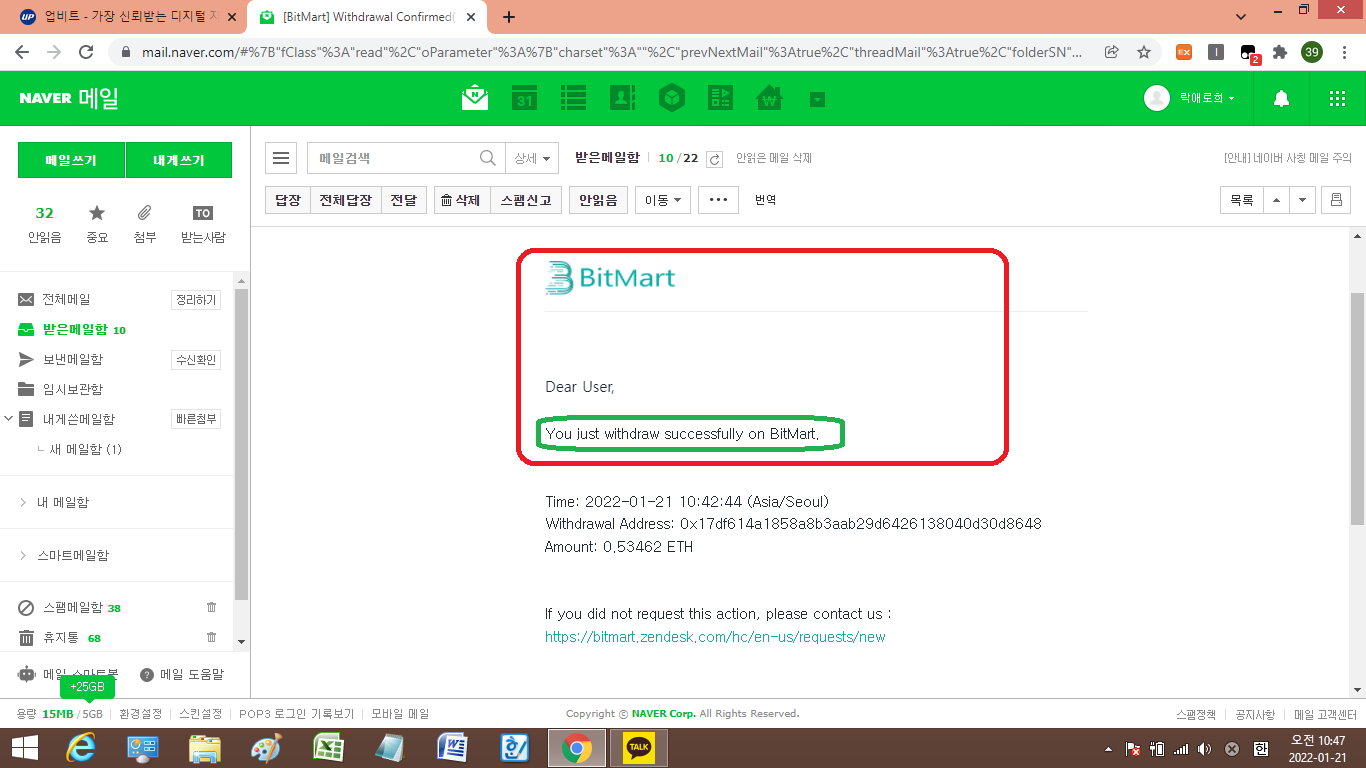 업비트 - 가장 신뢰받는 디지털 자
[BitMart] Withdrawal Confirmed(
mail.naver.com/#%7B"fClass"%3A"read"%2C"oParameter"%3A%7B"charset"%3A""%2C"prevNextMail"%3Atrue%2C"threadMail"%3Atrue%2C"folderSN"...
2
39
NAVER 메일
31
락애로희
메일쓰기
내게쓰기
메일검색
상세
받은메일함
10 / 22
안읽은 메일 삭제
[안내] 네이버 사칭 메일 주의
답장
전체답장
전달
삭제
스팸신고
안읽음
이동
번역
목록
32
TO
안읽음
중요
첨부
받는사람
전체메일
정리하기
받은메일함 10
보낸메일함
수신확인
임시보관함
내게쓴메일함
빠른첨부
새 메일함 (1)
내 메일함
스마트메일함
스팸메일함 38
휴지통 68
메일 스마트봇
메일 도움말
+25GB
BitMart
Dear User,
You just withdraw successfully on BitMart.
Time: 2022-01-21 10:42:44 (Asia/Seoul)
Withdrawal Address: 0x17df614a1858a8b3aab29d6426138040d30d8648
Amount: 0.53462 ETH
If you did not request this action, please contact us :
https://bitmart.zendesk.com/hc/en-us/requests/new
용량 15MB / 5GB
환경설정
스킨설정
POP3 로그인 기록보기
모바일 메일
Copyright © NAVER Corp. All Rights Reserved.
스팸정책
공지사항
메일 고객센터
TALK
한
오전 10:47
2022-01-21